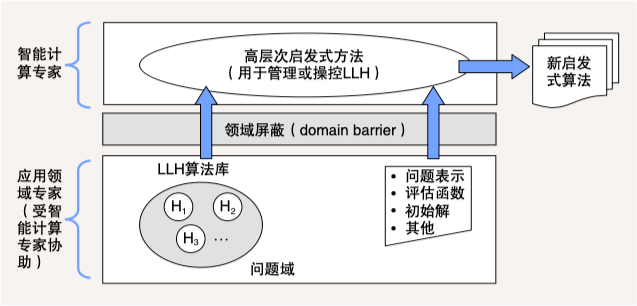 智能计
算专家
高层次启发式方法
（用于管理或操控LLH）
新启发
式算法
领域屏蔽（domain barrier）
应用领
域专家
（受智
能计算
专家协
助）
LLH算法库
H1
H2
H3
…
问题域
• 问题表示
• 评估函数
• 初始解
• 其他